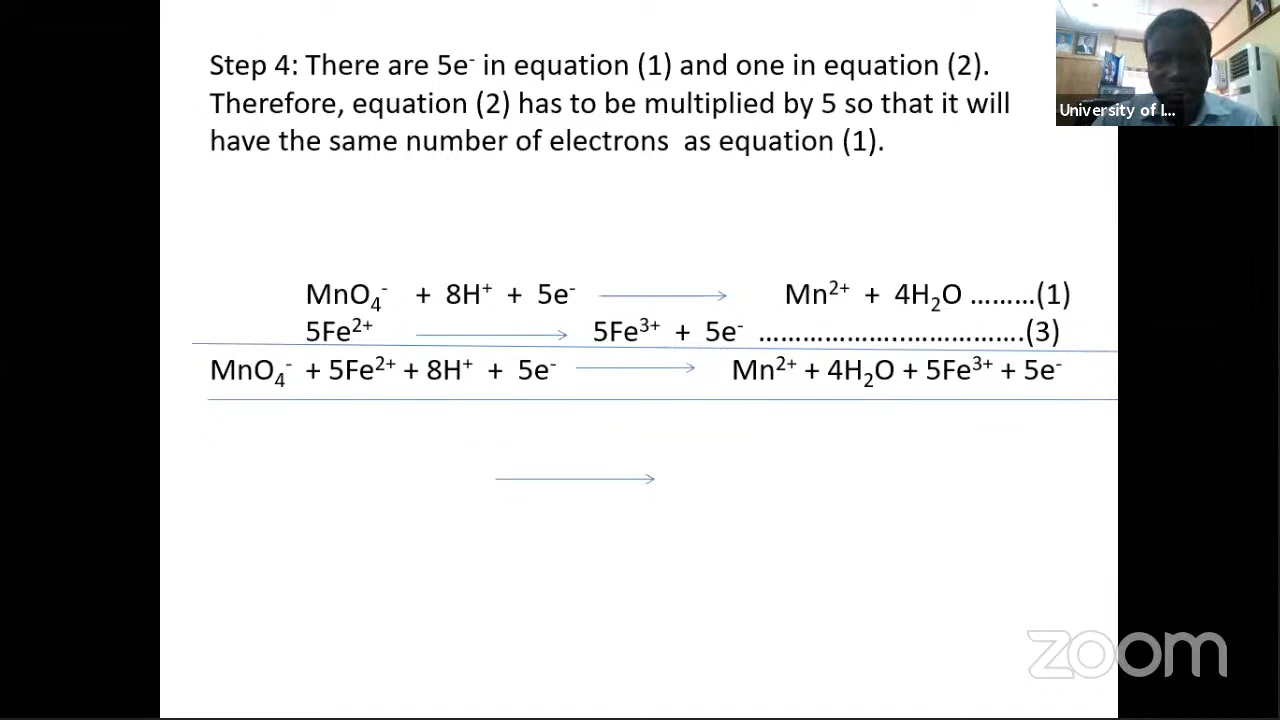 Step 4: There are 5e⁻ in equation (1) and one in equation (2).
Therefore, equation (2) has to be multiplied by 5 so that it will
have the same number of electrons as equation (1).
MnO₄⁻ + 8H⁺ + 5e⁻ → Mn²⁺ + 4H₂O ………(1)
5Fe²⁺ → 5Fe³⁺ + 5e⁻ ……………………………….(3)
MnO₄⁻ + 5Fe²⁺ + 8H⁺ + 5e⁻ → Mn²⁺ + 4H₂O + 5Fe³⁺ + 5e⁻
→
University of I...
zoom